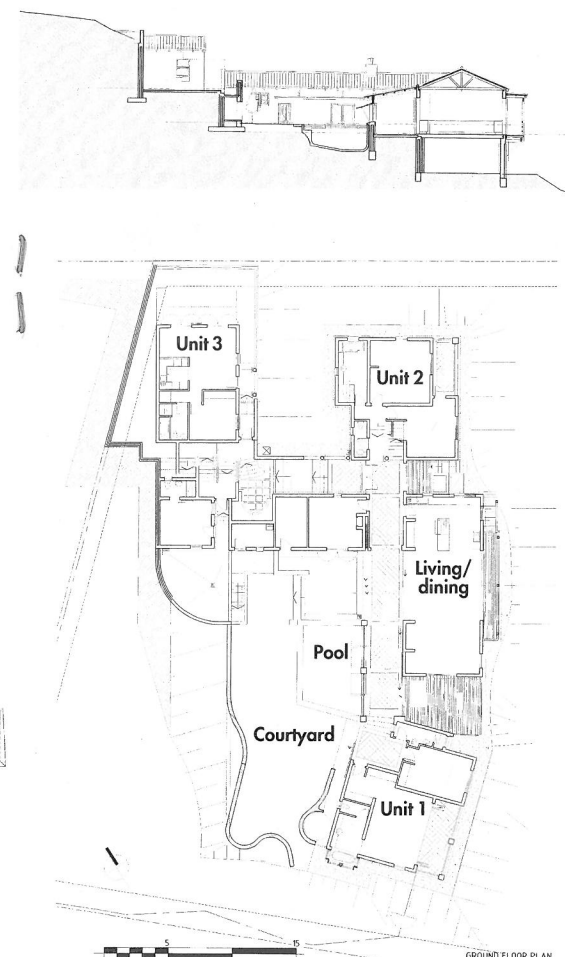 Unit 3
Unit 2
Living/
dining
Pool
Courtyard
Unit 1
5
15
GROUND FLOOR PLAN